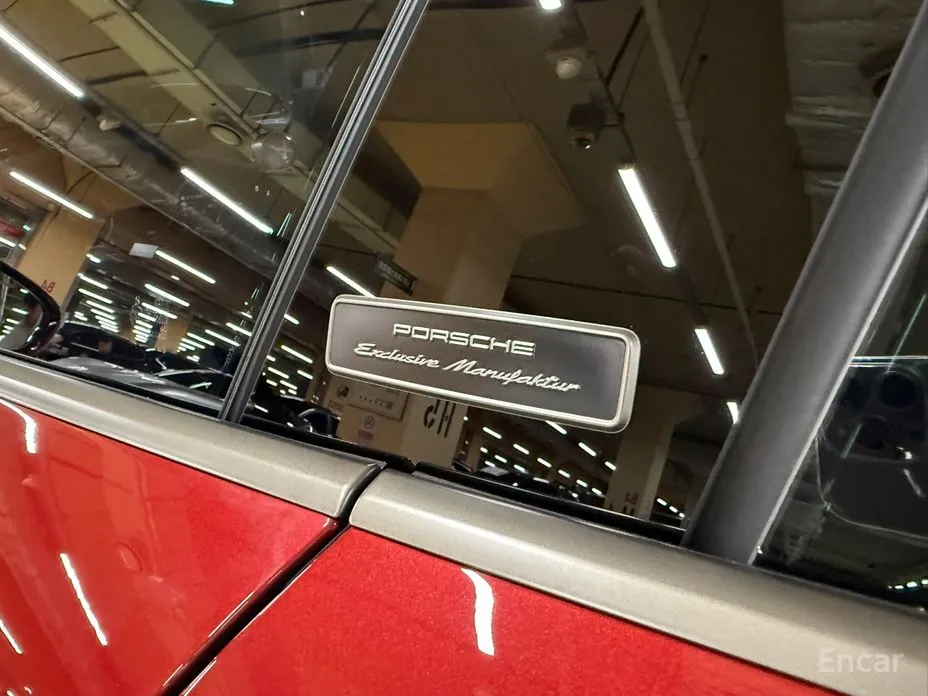 PORSCHE
Exclusive Manufaktur
Encar